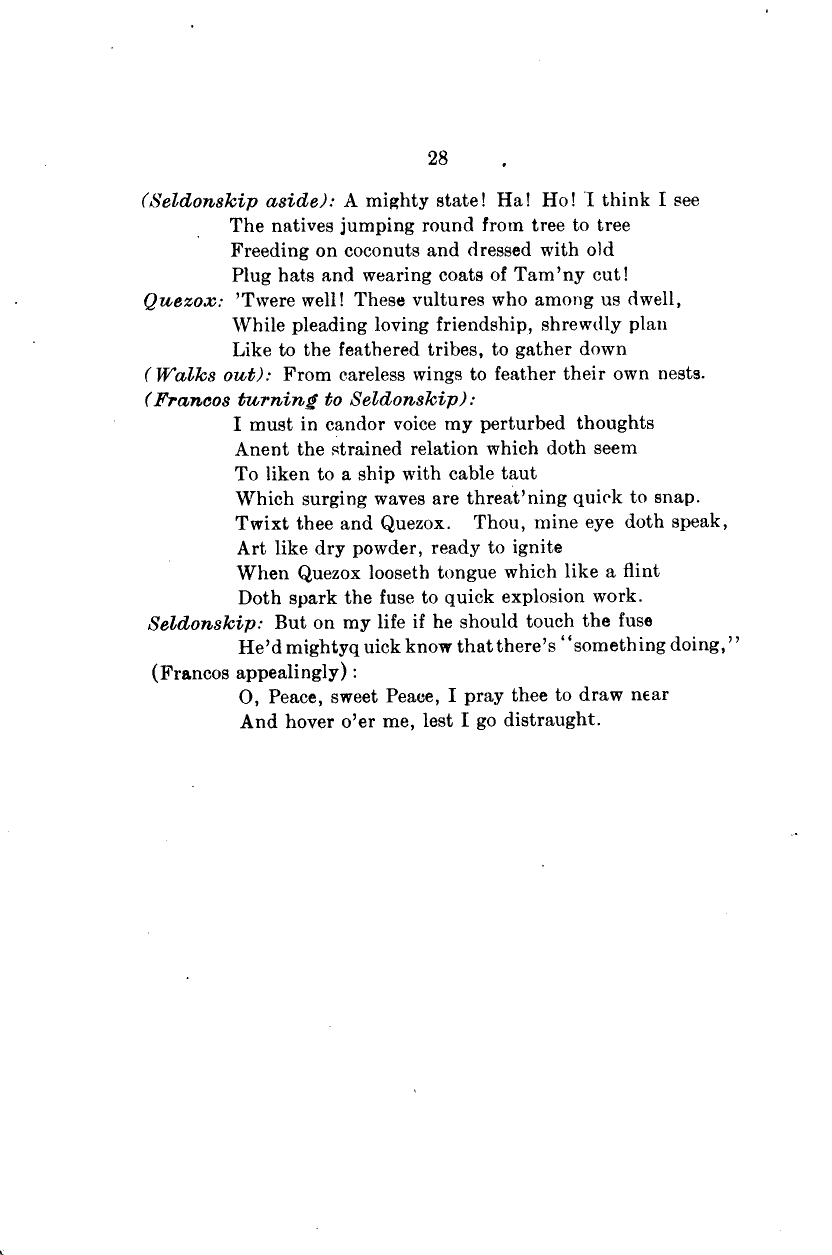 28
(Seldonskip aside): A mighty state! Ha! Ho! I think I see
The natives jumping round from tree to tree
Freeding on coconuts and dressed with old
Plug hats and wearing coats of Tam'ny cut!
Quezox: 'Twere well! These vultures who among us dwell,
While pleading loving friendship, shrewdly plan
Like to the feathered tribes, to gather down
(Walks out): From careless wings to feather their own nests.
(Francos turning to Seldonskip):
I must in candor voice my perturbed thoughts
Anent the strained relation which doth seem
To liken to a ship with cable taut
Which surging waves are threat'ning quick to snap.
Twixt thee and Quezox. Thou, mine eye doth speak,
Art like dry powder, ready to ignite
When Quezox looseth tongue which like a flint
Doth spark the fuse to quick explosion work.
Seldonskip: But on my life if he should touch the fuse
He'd mightyq uick know that there's "something doing,"
(Francos appealingly):
O, Peace, sweet Peace, I pray thee to draw near
And hover o'er me, lest I go distraught.